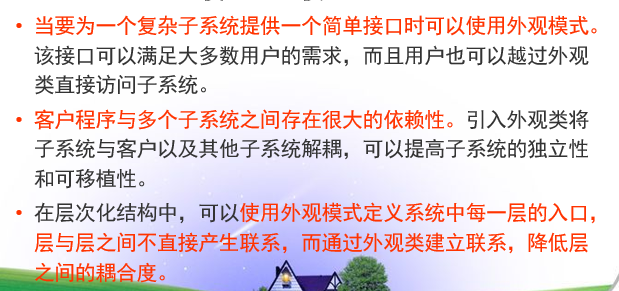 • 当要为一个复杂子系统提供一个简单接口时可以使用外观模式。
该接口可以满足大多数用户的需求，而且用户也可以越过外观
类直接访问子系统。
• 客户程序与多个子系统之间存在很大的依赖性。引入外观类将
子系统与客户以及其他子系统解耦，可以提高子系统的独立性
和可移植性。
• 在层次化结构中，可以使用外观模式定义系统中每一层的入口，
层与层之间不直接产生联系，而通过外观类建立联系，降低层
之间的耦合度。